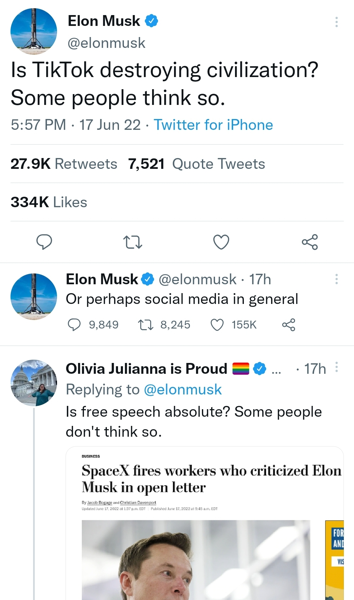 Elon Musk
@elonmusk
Is TikTok destroying civilization?
Some people think so.
5:57 PM · 17 Jun 22 · Twitter for iPhone
27.9K Retweets 7,521 Quote Tweets
334K Likes
Elon Musk @elonmusk · 17h
Or perhaps social media in general
9,849 8,245 155K
Olivia Julianna is Proud 🏳️‍🌈 ... · 17h
Replying to @elonmusk
Is free speech absolute? Some people
don't think so.
BUSINESS
SpaceX fires workers who criticized Elon
Musk in open letter
By Jacob Bogage and Christian Davenport
FOR
AND